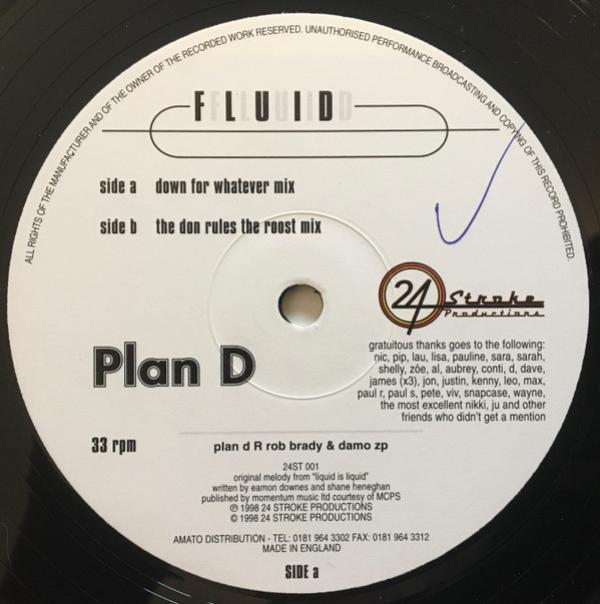 ALL RIGHTS OF THE MANUFACTURER AND OF THE OWNER OF THE RECORDED WORK RESERVED. UNAUTHORISED PERFORMANCE BROADCASTING AND COPYING OF THIS RECORD PROHIBITED.
FLUID
side a down for whatever mix
side b the don rules the roost mix
24 Stroke
Productions
gratuitous thanks goes to the following:
nic, pip, lau, lisa, pauline, sara, sarah,
shelly, zöe, al, aubrey, conti, d, dave,
james (x3), jon, justin, kenny, leo, max,
paul r, paul s, pete, viv, snapcase, wayne,
the most excellent nikki, ju and other
friends who didn't get a mention
Plan D
33 rpm
plan d R rob brady & damo zp
24ST 001
original melody from "liquid is liquid"
written by eamon downes and shane heneghan
published by momentum music ltd courtesy of MCPS
℗ 1998 24 STROKE PRODUCTIONS
© 1998 24 STROKE PRODUCTIONS
AMATO DISTRIBUTION - TEL: 0181 964 3302 FAX: 0181 964 3312
MADE IN ENGLAND
SIDE a